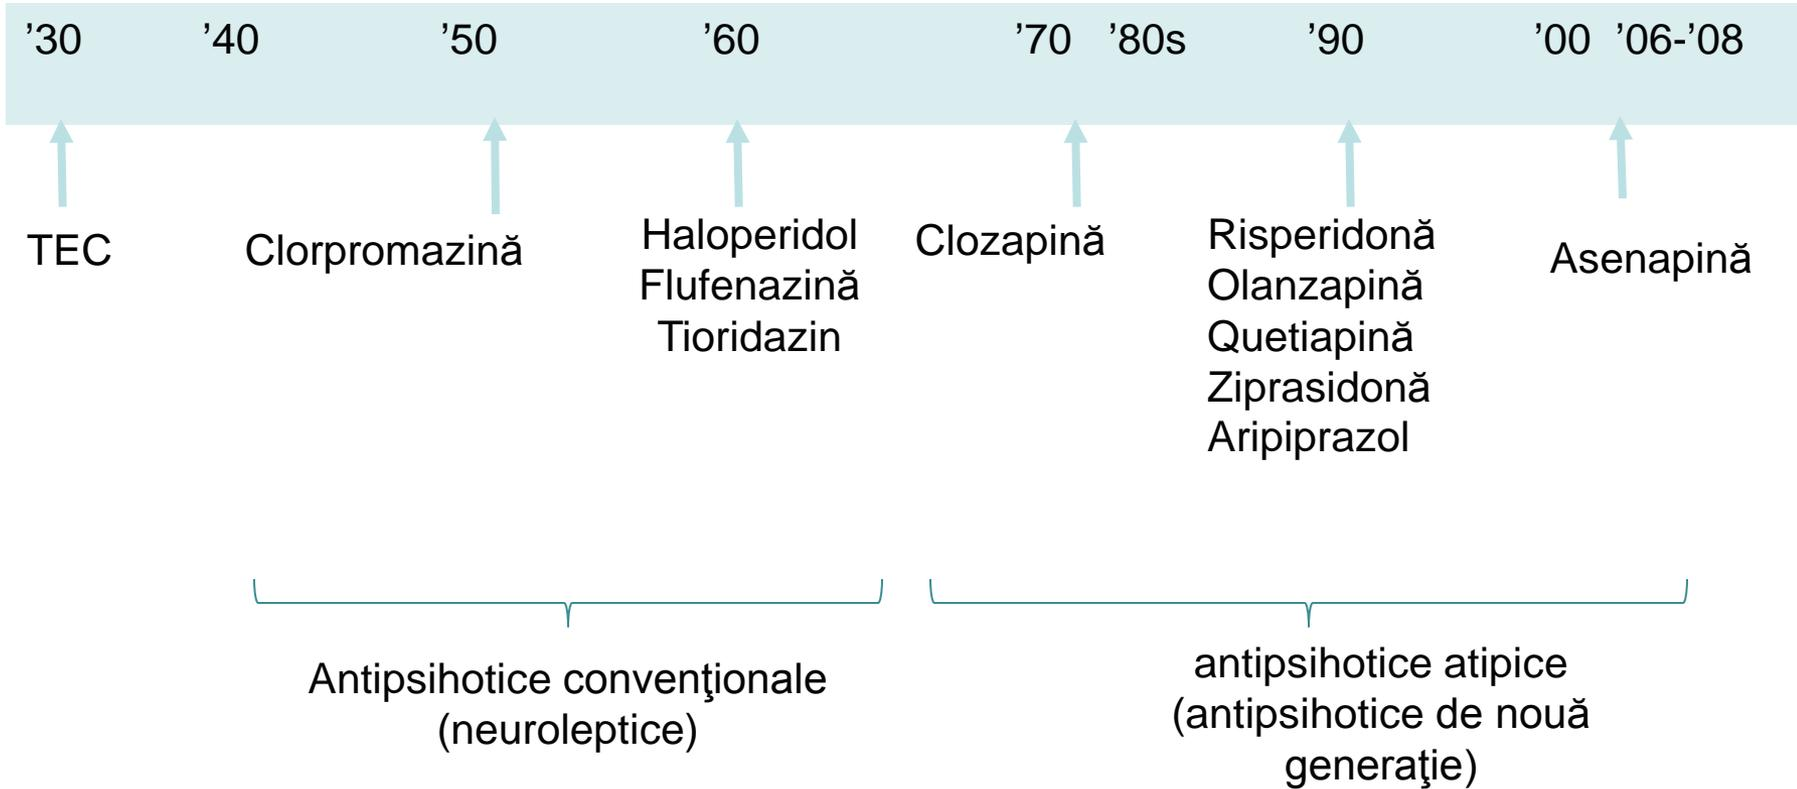 ’30 ’40 ’50 ’60 ’70 ’80s ’90 ’00 ’06-’08
TEC
Clorpromazină
Haloperidol
Flufenazină
Tioridazin
Clozapină
Risperidonă
Olanzapină
Quetiapină
Ziprasidonă
Aripiprazol
Asenapină
Antipsihotice convenţionale
(neuroleptice)
antipsihotice atipice
(antipsihotice de nouă
generaţie)